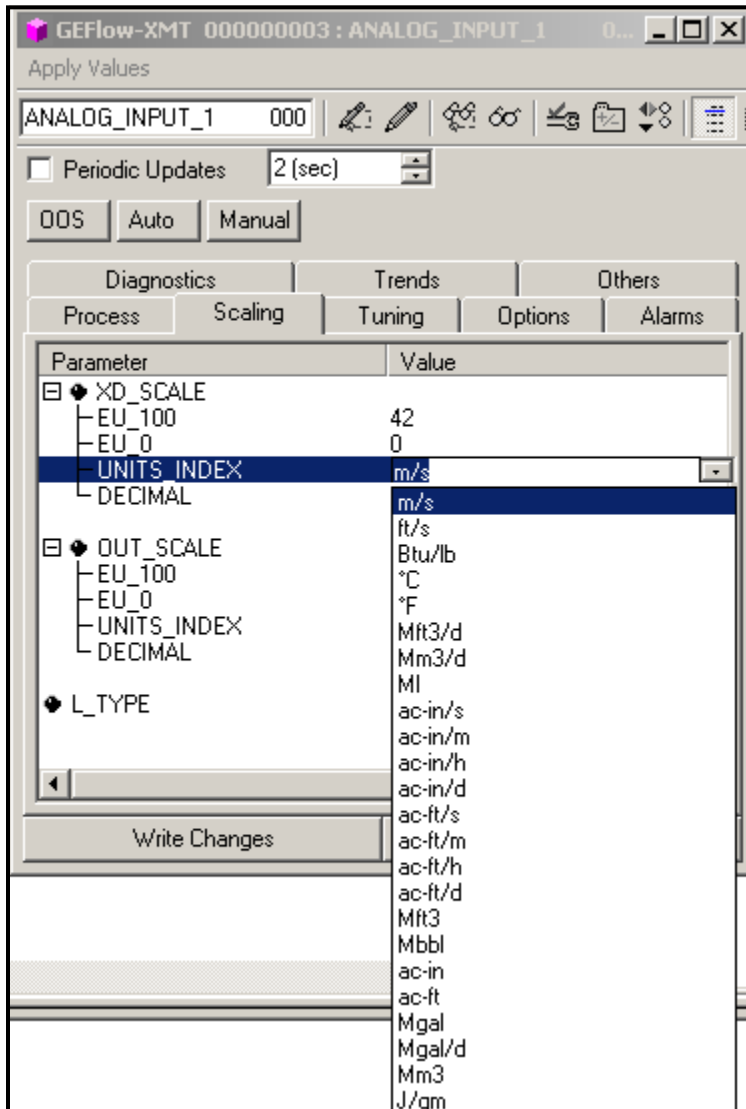 GEFlow-XMT 000000003 : ANALOG_INPUT_1 0...
Apply Values
ANALOG_INPUT_1 000
Periodic Updates 2 (sec)
OOS Auto Manual
Diagnostics Trends Others
Process Scaling Tuning Options Alarms
Parameter Value
XD_SCALE
EU_100 42
EU_0 0
UNITS_INDEX m/s
DECIMAL
m/s
ft/s
Btu/lb
°C
°F
Mft3/d
Mm3/d
Ml
ac-in/s
ac-in/m
ac-in/h
ac-in/d
ac-ft/s
ac-ft/m
ac-ft/h
ac-ft/d
Mft3
Mbbl
ac-in
ac-ft
Mgal
Mgal/d
Mm3
J/gm
OUT_SCALE
EU_100
EU_0
UNITS_INDEX
DECIMAL
L_TYPE
Write Changes